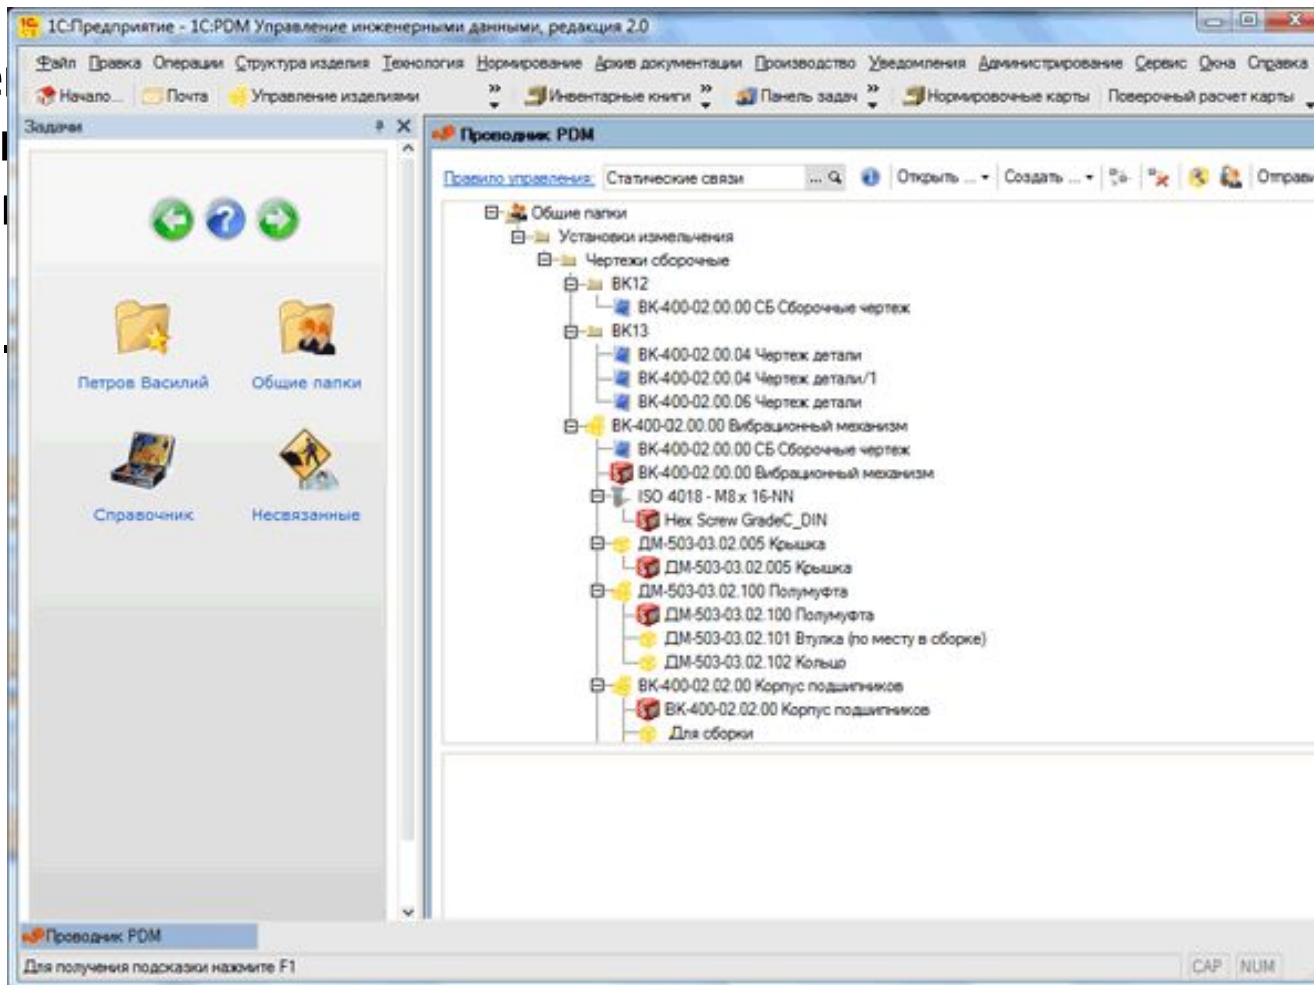 1С:Предприятие - 1С:PDM Управление инженерными данными, редакция 2.0
Файл Правка Операции Структура изделия Технология Нормирование Архив документации Производство Уведомления Администрирование Сервис Окна Справка
Начало... Почта Управление изделиями Инвентарные книги Панель задач Нормировочные карты Поверочный расчет карты
Задачи
Проводник PDM
Правило управления: Статические связи ... Открыть ... Создать ... Отправи
Общие папки
Установки измельчения
Чертежи сборочные
ВК12
ВК-400-02.00.00 СБ Сборочные чертеж
ВК13
ВК-400-02.00.04 Чертеж детали
ВК-400-02.00.04 Чертеж детали/1
ВК-400-02.00.06 Чертеж детали
ВК-400-02.00.00 Вибрационный механизм
ВК-400-02.00.00 СБ Сборочные чертеж
ВК-400-02.00.00 Вибрационный механизм
ISO 4018 - M8 x 16-NN
Hex Screw GradeC_DIN
ДМ-503-03.02.005 Крышка
ДМ-503-03.02.005 Крышка
ДМ-503-03.02.100 Полумуфта
ДМ-503-03.02.100 Полумуфта
ДМ-503-03.02.101 Втулка (по месту в сборке)
ДМ-503-03.02.102 Кольцо
ВК-400-02.02.00 Корпус подшипников
ВК-400-02.02.00 Корпус подшипников
Для сборки
Петров Василий Общие папки
Справочник Несвязанные
Проводник PDM
Для получения подсказки нажмите F1 CAP NUM